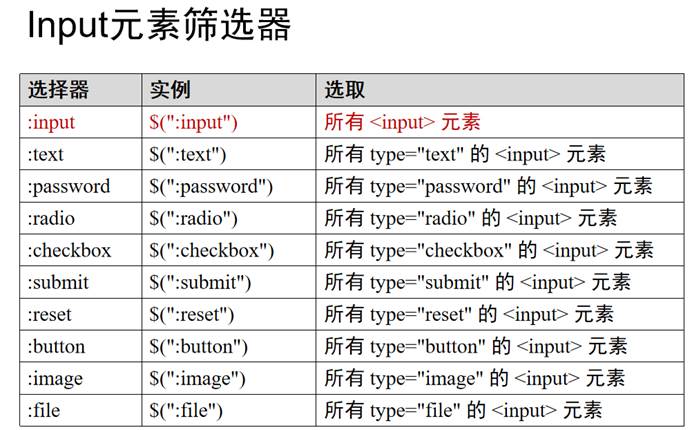 Input元素筛选器
选择器 实例 选取
:input $(":input") 所有 <input> 元素
:text $(":text") 所有 type="text" 的 <input> 元素
:password $(":password") 所有 type="password" 的 <input> 元素
:radio $(":radio") 所有 type="radio" 的 <input> 元素
:checkbox $(":checkbox") 所有 type="checkbox" 的 <input> 元素
:submit $(":submit") 所有 type="submit" 的 <input> 元素
:reset $(":reset") 所有 type="reset" 的 <input> 元素
:button $(":button") 所有 type="button" 的 <input> 元素
:image $(":image") 所有 type="image" 的 <input> 元素
:file $(":file") 所有 type="file" 的 <input> 元素